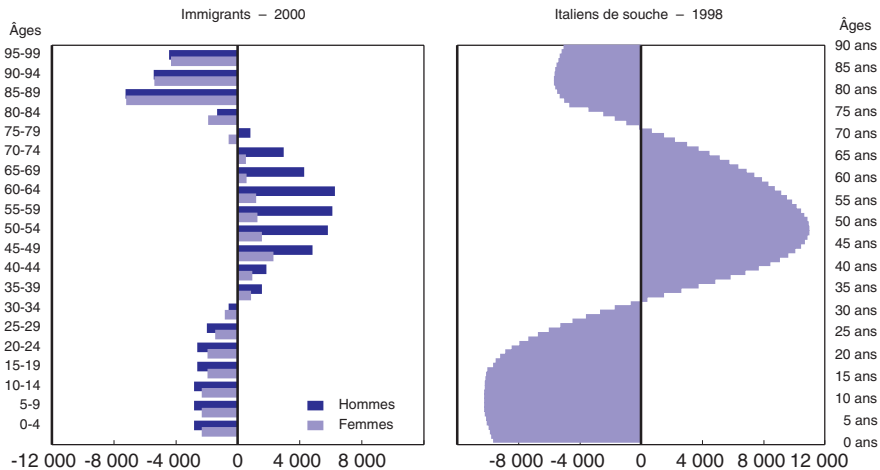 Immigrants – 2000
Âges
95-99
90-94
85-89
80-84
75-79
70-74
65-69
60-64
55-59
50-54
45-49
40-44
35-39
30-34
25-29
20-24
15-19
10-14
5-9
0-4
Hommes
Femmes
-12 000 -8 000 -4 000 0 4 000 8 000
Italiens de souche – 1998
Âges
90 ans
85 ans
80 ans
75 ans
70 ans
65 ans
60 ans
55 ans
50 ans
45 ans
40 ans
35 ans
30 ans
25 ans
20 ans
15 ans
10 ans
5 ans
0 ans
-8 000 -4 000 0 4 000 8 000 12 000